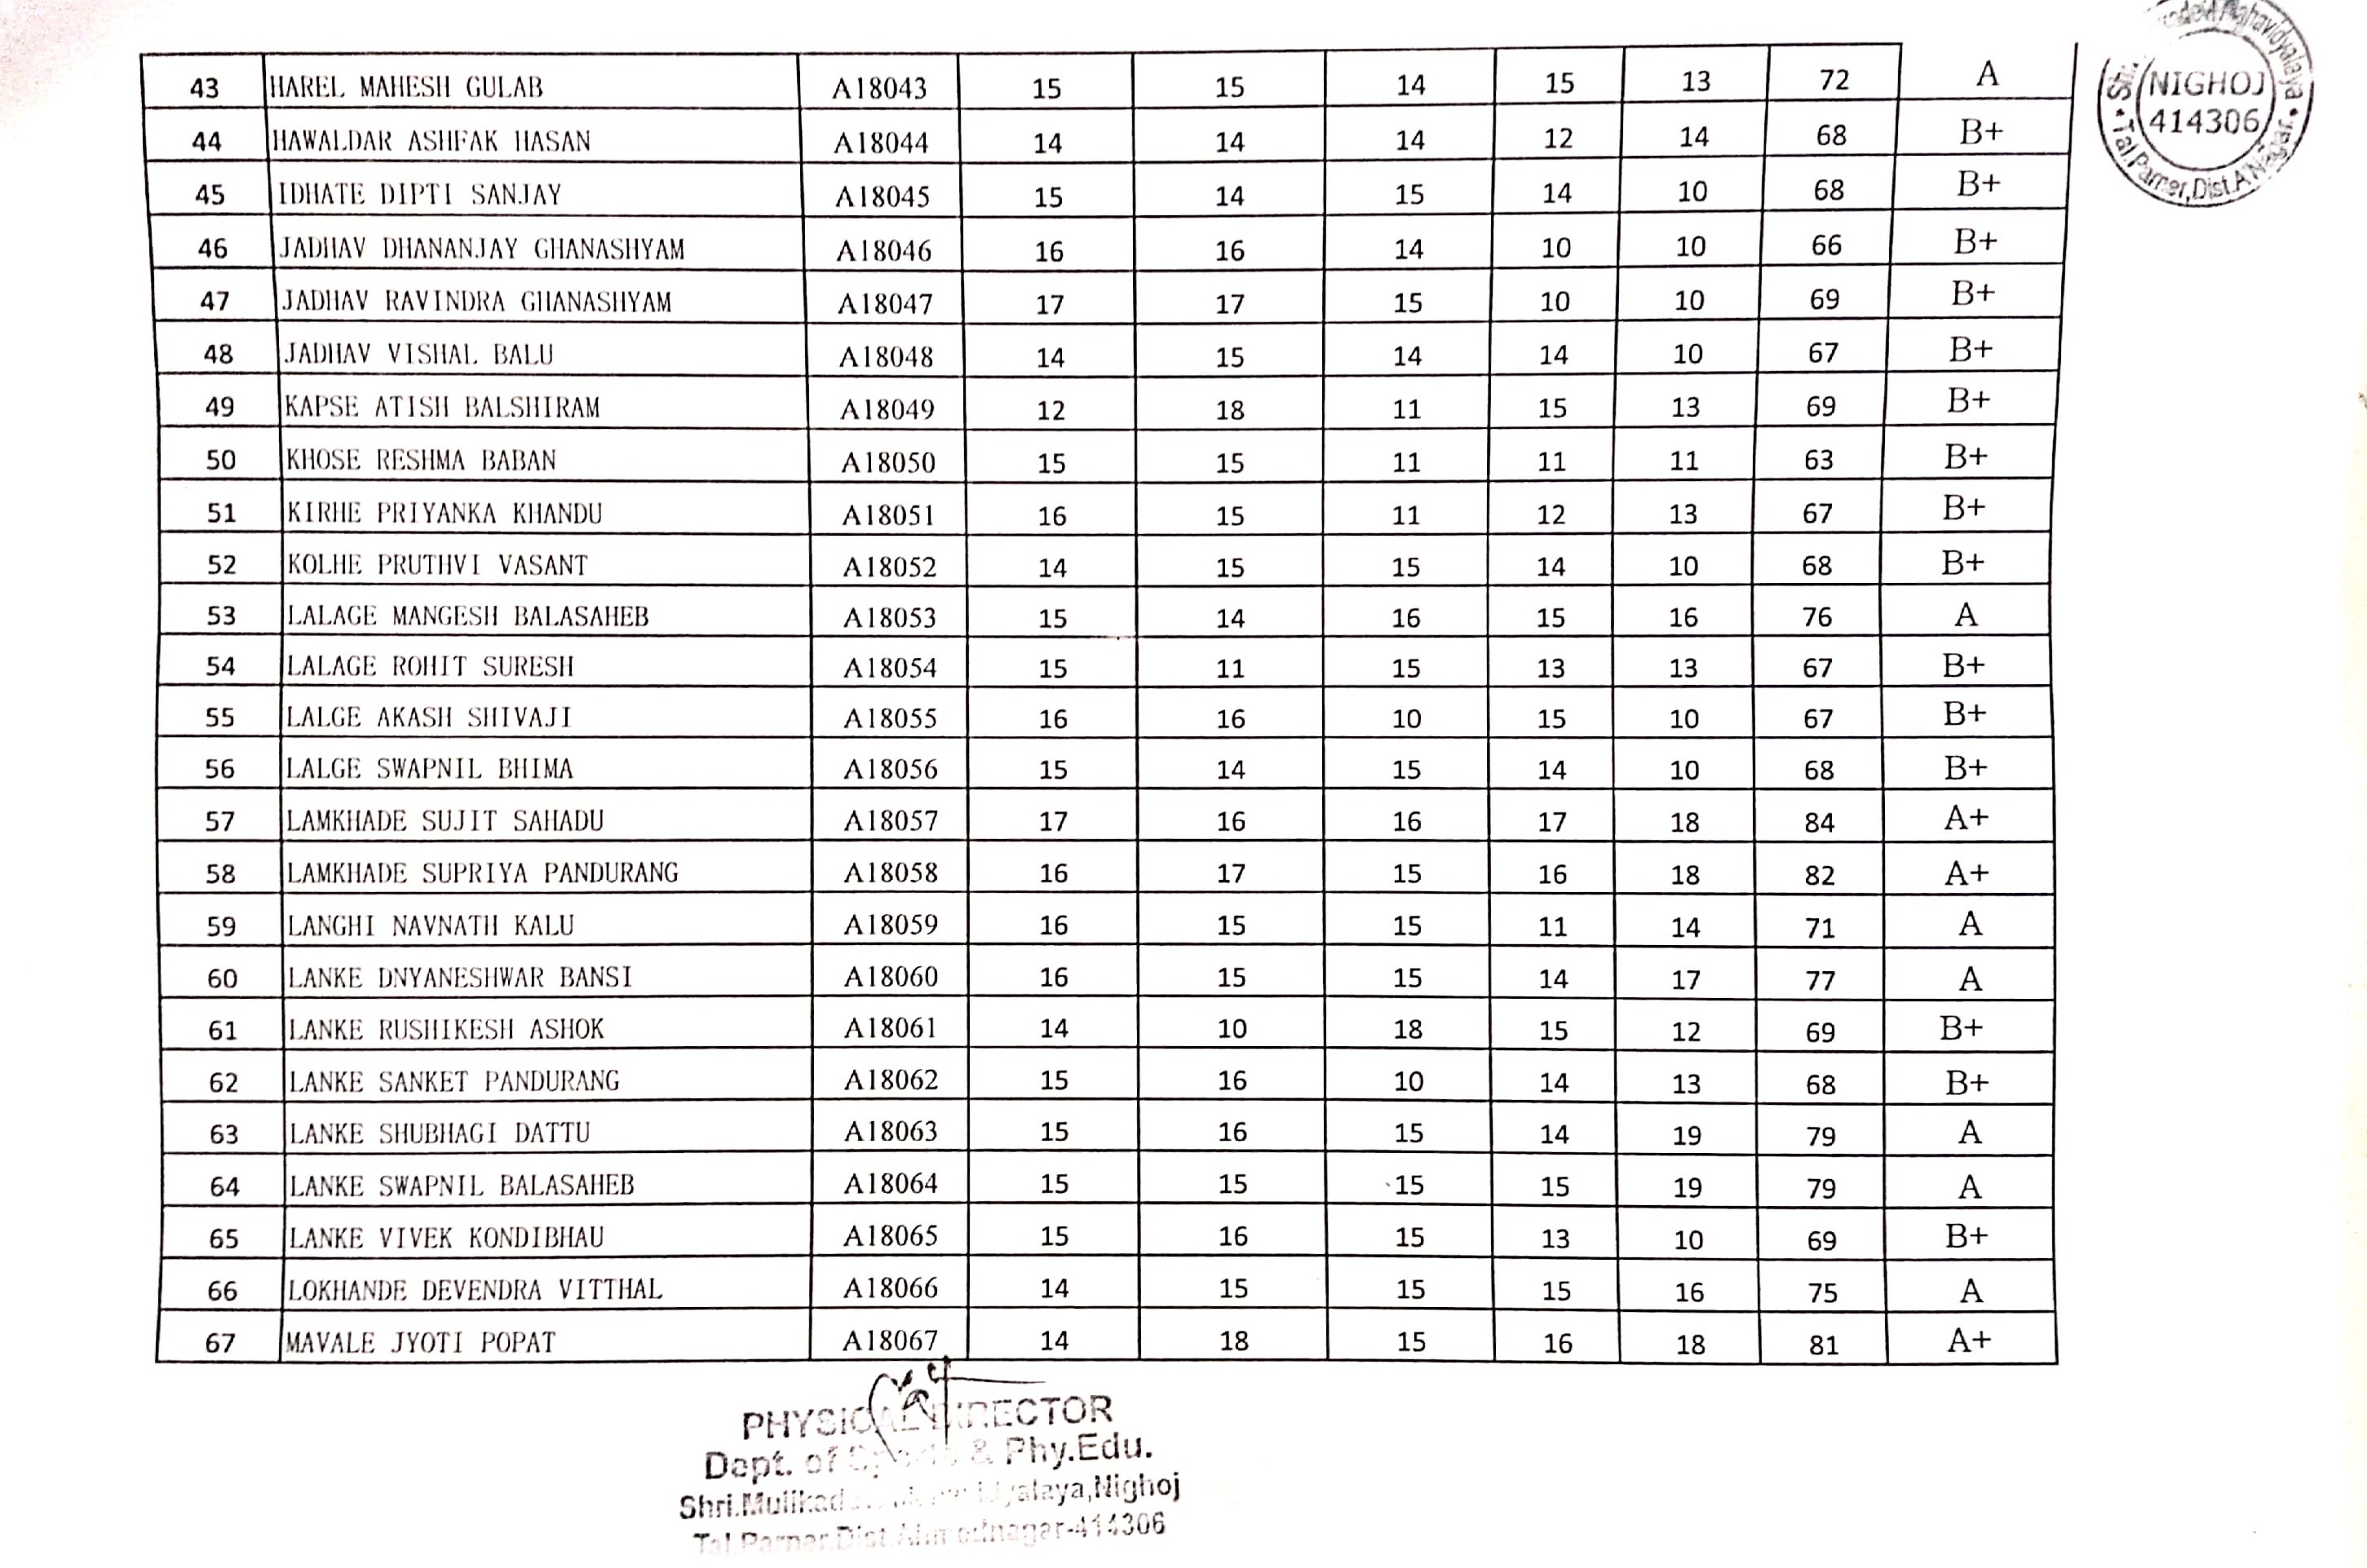 43 HAREL MAHESH GULAB A18043 15 15 14 15 13 72 A
44 HAWALDAR ASHFAK HASAN A18044 14 14 14 12 14 68 B+
45 IDHATE DIPTI SANJAY A18045 15 14 15 14 10 68 B+
46 JADHAV DHANANJAY GHANASHYAM A18046 16 16 14 10 10 66 B+
47 JADHAV RAVINDRA GHANASHYAM A18047 17 17 15 10 10 69 B+
48 JADHAV VISHAL BALU A18048 14 15 14 14 10 67 B+
49 KAPSE ATISH BALSHIRAM A18049 12 18 11 15 13 69 B+
50 KHOSE RESHMA BABAN A18050 15 15 11 11 11 63 B+
51 KIRHE PRIYANKA KHANDU A18051 16 15 11 12 13 67 B+
52 KOLHE PRUTHVI VASANT A18052 14 15 15 14 10 68 B+
53 LALAGE MANGESH BALASAHEB A18053 15 14 16 15 16 76 A
54 LALAGE ROHIT SURESH A18054 15 11 15 13 13 67 B+
55 LALGE AKASH SHIVAJI A18055 16 16 10 15 10 67 B+
56 LALGE SWAPNIL BHIMA A18056 15 14 15 14 10 68 B+
57 LAMKHADE SUJIT SAHADU A18057 17 16 16 17 18 84 A+
58 LAMKHADE SUPRIYA PANDURANG A18058 16 17 15 16 18 82 A+
59 LANGHI NAVNATH KALU A18059 16 15 15 11 14 71 A
60 LANKE DNYANESHWAR BANSI A18060 16 15 15 14 17 77 A
61 LANKE RUSHIKESH ASHOK A18061 14 10 18 15 12 69 B+
62 LANKE SANKET PANDURANG A18062 15 16 10 14 13 68 B+
63 LANKE SHUBHAGI DATTU A18063 15 16 15 14 19 79 A
64 LANKE SWAPNIL BALASAHEB A18064 15 15 15 15 19 79 A
65 LANKE VIVEK KONDIBHAU A18065 15 16 15 13 10 69 B+
66 LOKHANDE DEVENDRA VITTHAL A18066 14 15 15 15 16 75 A
67 MAVALE JYOTI POPAT A18067 14 18 15 16 18 81 A+
NIGHOJ
414306
Tal.Parner,Dist.A'Nagar.
PHYSICAL DIRECTOR
Dept. of Sports & Phy.Edu.
Nighoj
Tal.Parner,Dist.Ahmednagar-414306